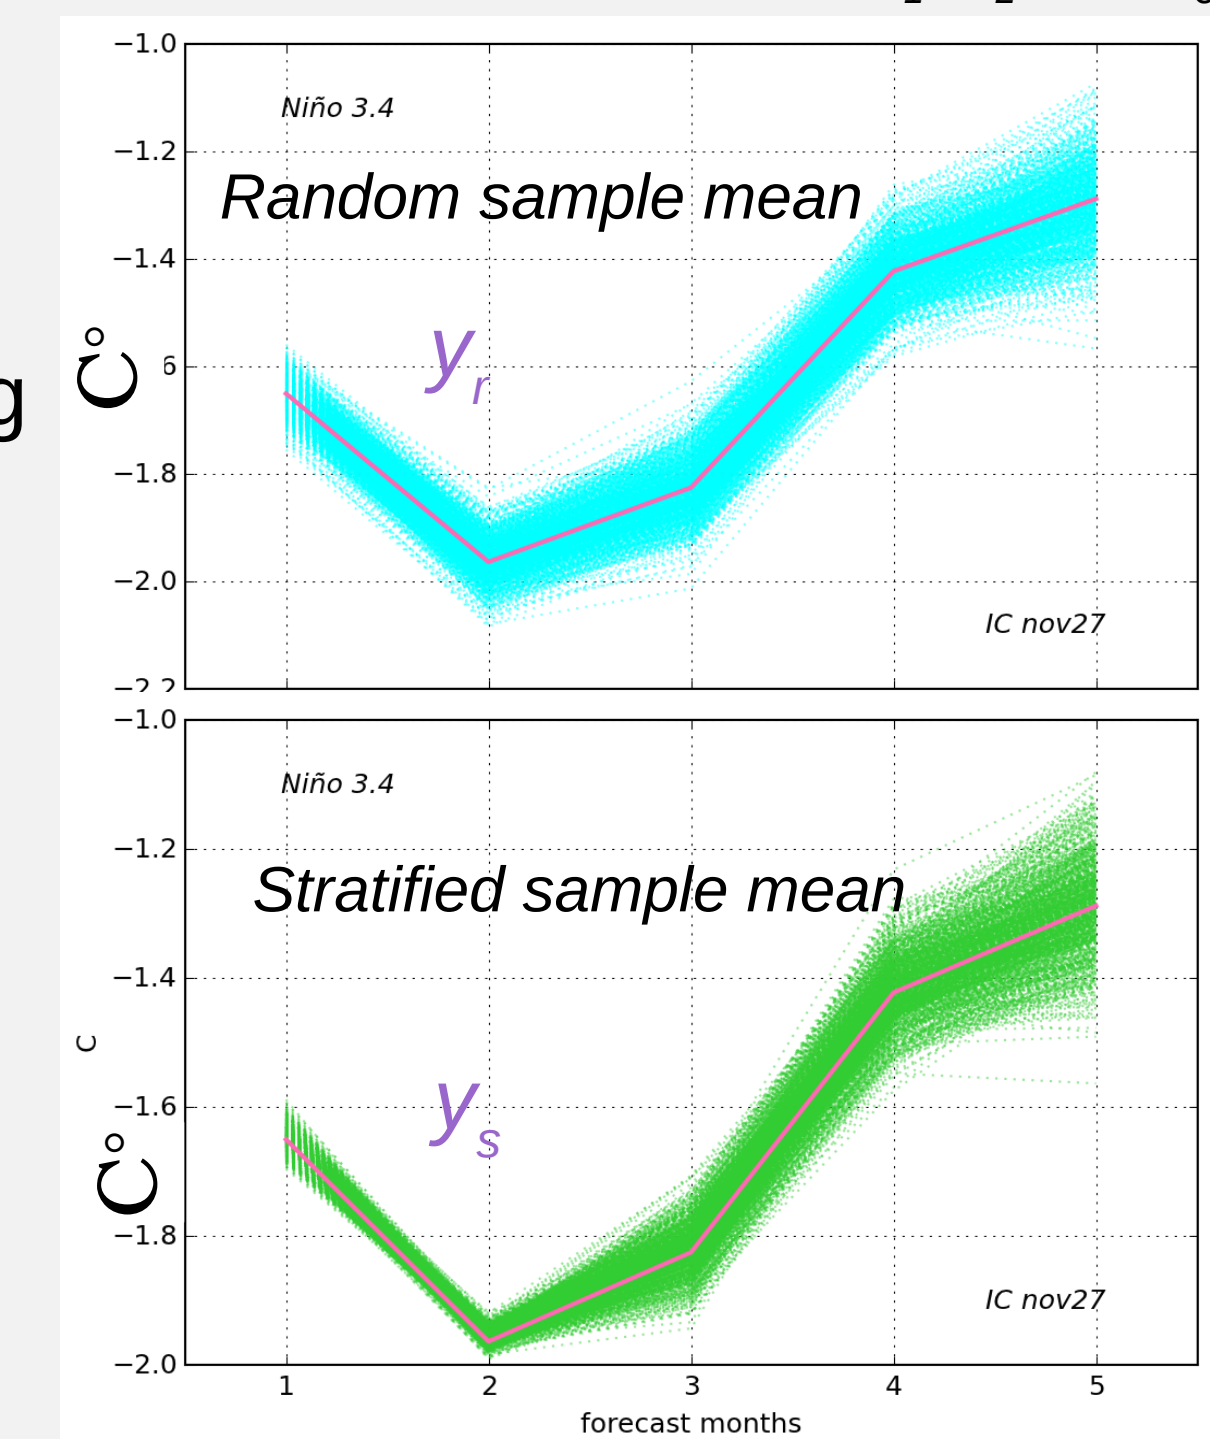 g
−1.0
Niño 3.4
−1.2
Random sample mean
−1.4
y
r
C°
6
−1.8
−2.0
IC nov27
−2.2
−1.0
Niño 3.4
−1.2
Stratified sample mean
−1.4
C
y
s
−1.6
C°
−1.8
IC nov27
−2.0
1 2 3 4 5
forecast months